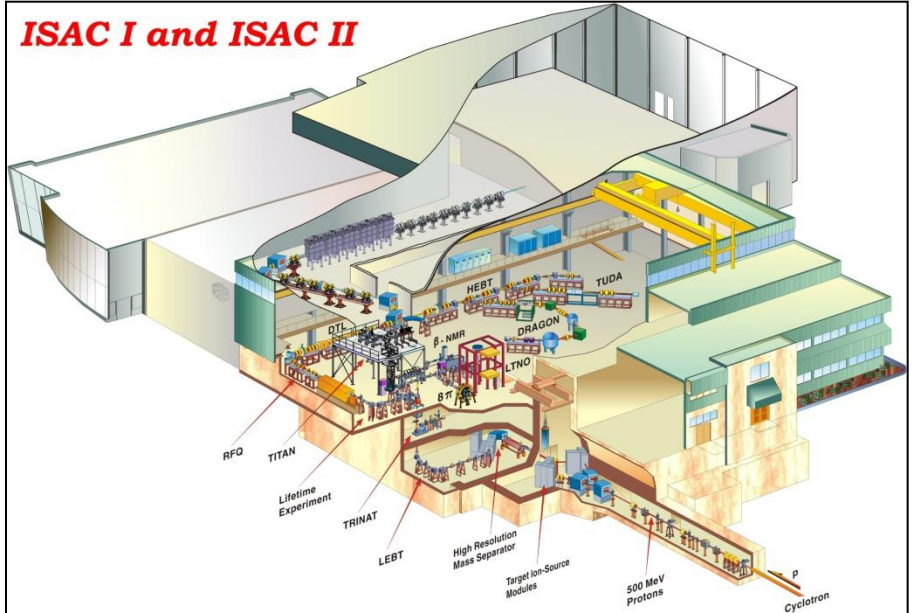 ISAC I and ISAC II
HEBT
TUDA
DTL
β - NMR
DRAGON
LTNO
8π
RFQ
TITAN
Lifetime
Experiment
TRINAT
LEBT
High Resolution
Mass Separator
Target Ion-Source
Modules
500 MeV
Protons
P
Cyclotron